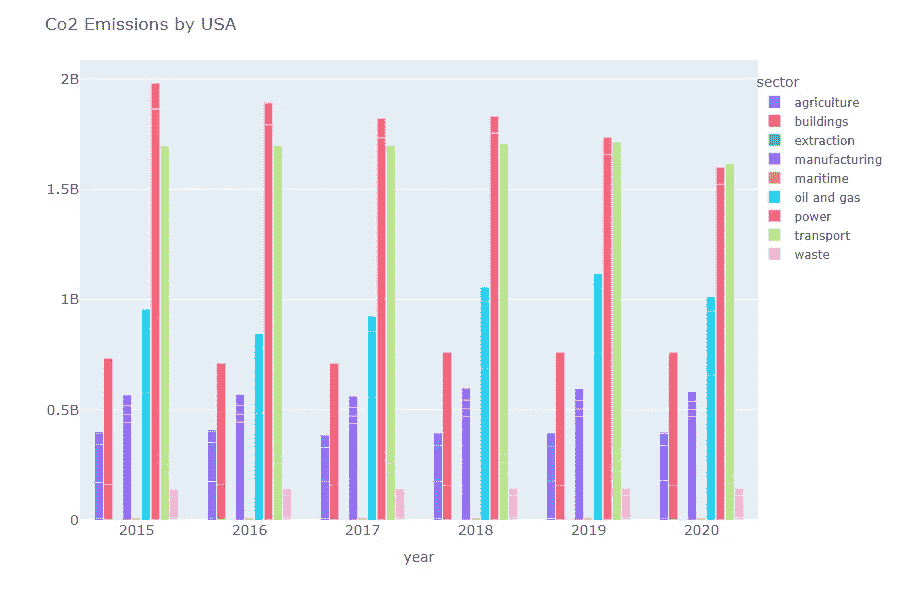 Co2 Emissions by USA
2B
1.5B
1B
0.5B
0
2015 2016 2017 2018 2019 2020
year
sector
agriculture
buildings
extraction
manufacturing
maritime
oil and gas
power
transport
waste